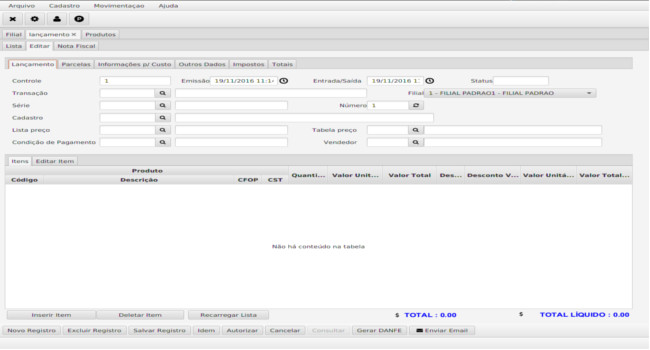 Arquivo Cadastro Movimentaçao Ajuda
Filial lançamento × Produtos
Lista Editar Nota Fiscal
Lançamento Parcelas Informações p/ Custo Outros Dados Impostos Totais
Controle 1 Emissão 19/11/2016 11:14 Entrada/Saída 19/11/2016 1 Status
Transação Filial 1 - FILIAL PADRAO1 - FILIAL PADRAO
Série Número 1
Cadastro
Lista preço Tabela preço
Condição de Pagamento Vendedor
Itens Editar Item
Produto
Código Descrição CFOP CST Quanti... Valor Unit... Valor Total Des... Desconto V... Valor Unitá... Valor Total...
Não há conteúdo na tabela
Inserir Item Deletar Item Recarregar Lista $ TOTAL : 0.00 $ TOTAL LÍQUIDO : 0.00
Novo Registro Excluir Registro Salvar Registro Idem Autorizar Cancelar Consultar Gerar DANFE Enviar Email